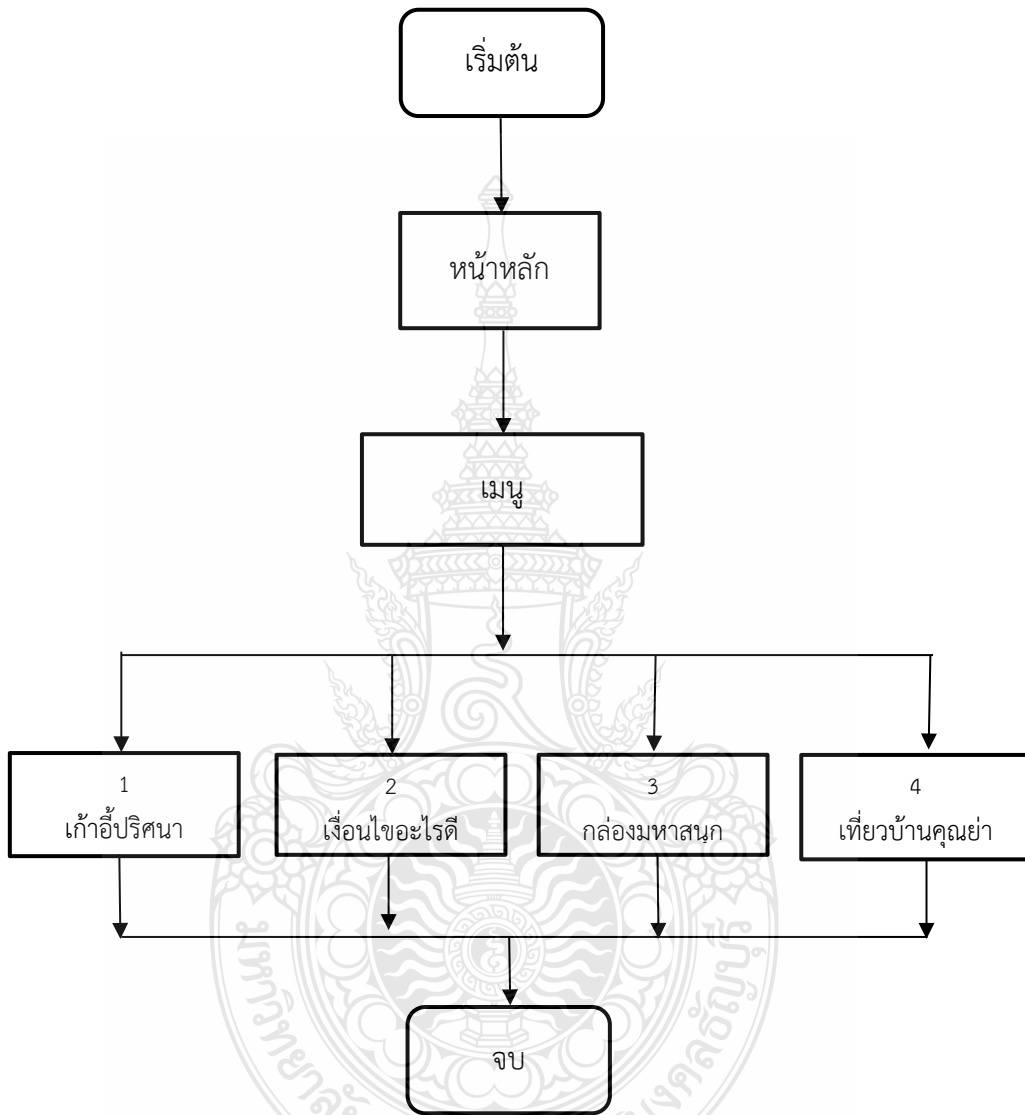 เริ่มต้น
หน้าหลัก
เมนู
1
เก้าอี้ปริศนา
2
เงื่อนไขอะไรดี
3
กล่องมหาสนุก
4
เที่ยวบ้านคุณย่า
จบ